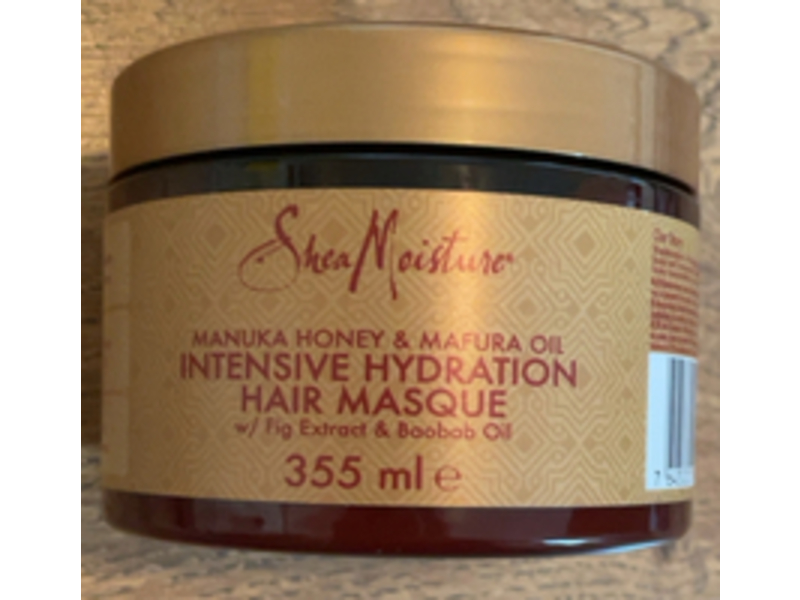 SheaMoisture
MANUKA HONEY & MAFURA OIL
INTENSIVE HYDRATION
HAIR MASQUE
w/ Fig Extract & Baobab Oil
355 ml e